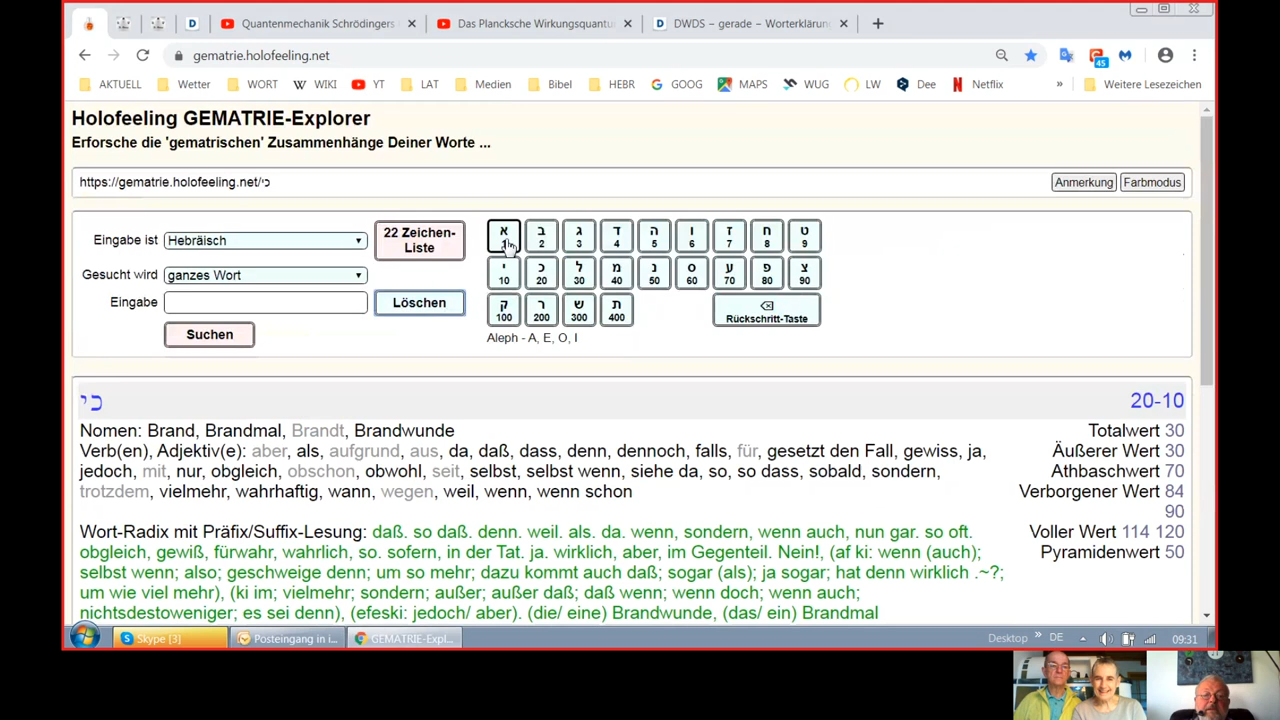 Quantenmechanik Schrödingers
Das Plancksche Wirkungsquantu
DWDS – gerade – Worterklärung
gematrie.holofeeling.net
45
AKTUELL Wetter WORT WIKI YT LAT Medien Bibel HEBR GOOG MAPS WUG LW Dee Netflix » Weitere Lesezeichen
Holofeeling GEMATRIE-Explorer
Erforsche die 'gematrischen' Zusammenhänge Deiner Worte ...
https://gematrie.holofeeling.net/כי
Anmerkung Farbmodus
Eingabe ist Hebräisch
Gesucht wird ganzes Wort
Eingabe
22 Zeichen-
Liste
Löschen
Suchen
א ב ג ד ה ו ז ח ט
2 3 4 5 6 7 8 9
י כ ל מ נ ס ע פ צ
10 20 30 40 50 60 70 80 90
ק ר ש ת
100 200 300 400 Rückschritt-Taste
Aleph - A, E, O, I
כי 20-10
Nomen: Brand, Brandmal, Brandt, Brandwunde
Verb(en), Adjektiv(e): aber, als, aufgrund, aus, da, daß, dass, denn, dennoch, falls, für, gesetzt den Fall, gewiss, ja,
jedoch, mit, nur, obgleich, obschon, obwohl, seit, selbst, selbst wenn, siehe da, so, so dass, sobald, sondern,
trotzdem, vielmehr, wahrhaftig, wann, wegen, weil, wenn, wenn schon
Wort-Radix mit Präfix/Suffix-Lesung: daß. so daß. denn. weil. als. da. wenn, sondern, wenn auch, nun gar. so oft.
obgleich, gewiß, fürwahr, wahrlich, so. sofern, in der Tat. ja. wirklich, aber, im Gegenteil. Nein!, (af ki: wenn (auch);
selbst wenn; also; geschweige denn; um so mehr; dazu kommt auch daß; sogar (als); ja sogar; hat denn wirklich .~?;
um wie viel mehr), (ki im; vielmehr; sondern; außer; außer daß; daß wenn; wenn doch; wenn auch;
nichtsdestoweniger; es sei denn), (efeski: jedoch/ aber). (die/ eine) Brandwunde, (das/ ein) Brandmal
Totalwert 30
Äußerer Wert 30
Athbaschwert 70
Verborgener Wert 84
90
Voller Wert 114 120
Pyramidenwert 50
Skype [3]
Posteingang in i...
GEMATRIE-Expl...
Desktop » DE 09:31